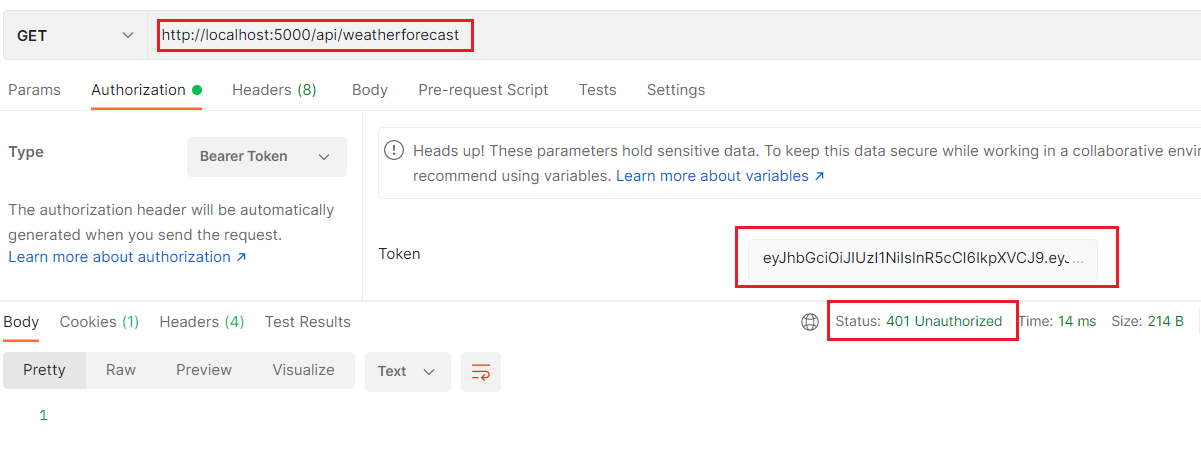 GET http://localhost:5000/api/weatherforecast
Params Authorization Headers (8) Body Pre-request Script Tests Settings
Type Bearer Token
The authorization header will be automatically
generated when you send the request.
Learn more about authorization ↗
Heads up! These parameters hold sensitive data. To keep this data secure while working in a collaborative envir
recommend using variables. Learn more about variables ↗
Token eyJhbGciOiJIUzI1NiIsInR5cCI6IkpXVCJ9.eyJ...
Body Cookies (1) Headers (4) Test Results Status: 401 Unauthorized Time: 14 ms Size: 214 B
Pretty Raw Preview Visualize Text
1